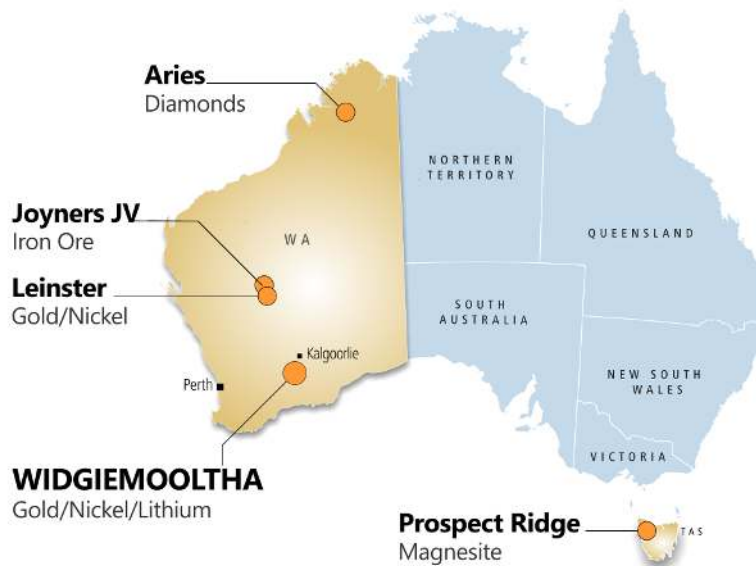 Aries
Diamonds
NORTHERN
TERRITORY
Joyners JV
Iron Ore
WA
QUEENSLAND
Leinster
Gold/Nickel
SOUTH
AUSTRALIA
Kalgoorlie
Perth
NEW SOUTH
WALES
VICTORIA
WIDGIEMOOLTHA
Gold/Nickel/Lithium
Prospect Ridge
Magnesite
TAS